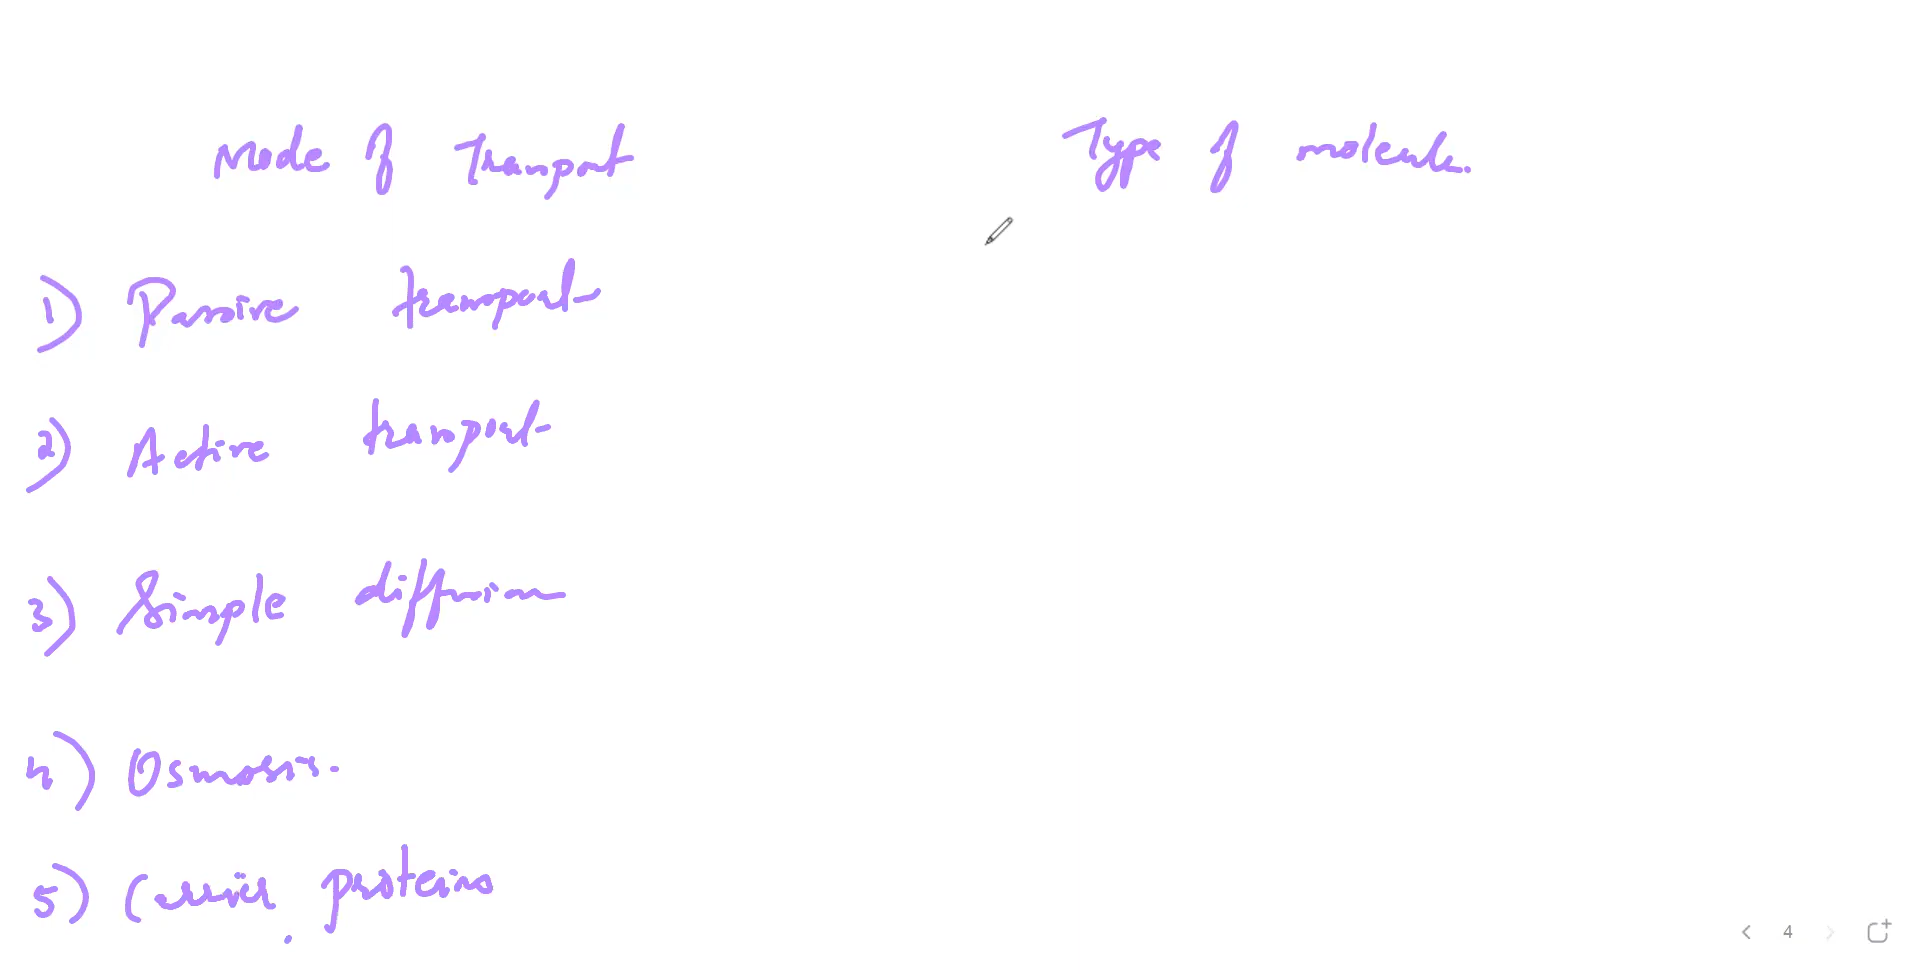 Mode of Transport
Type of molecule.
1) Passive transport
2) Active transport
3) Simple diffusion
4) Osmosis.
5) Carrier proteins
4